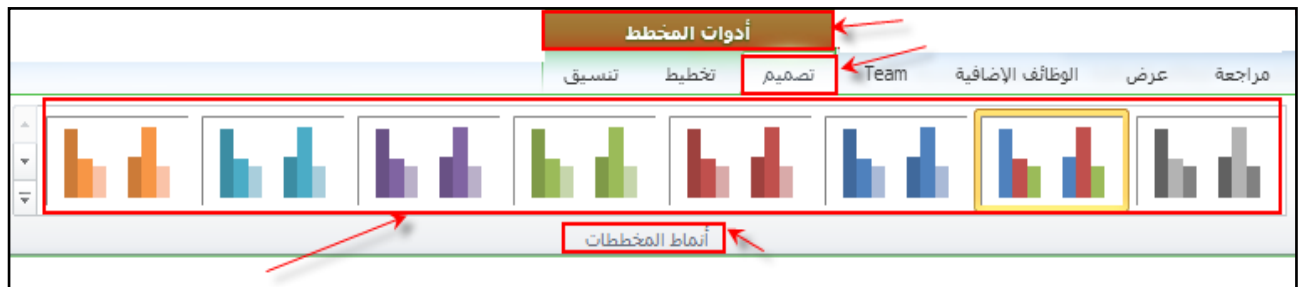 أدوات المخطط
مراجعة عرض الوظائف الإضافية Team تصميم تخطيط تنسيق
أنماط المخططات